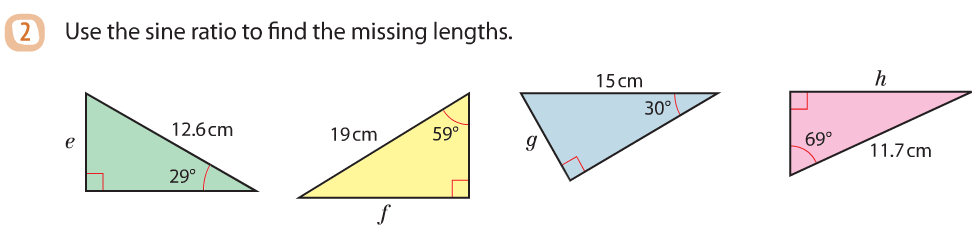 2 Use the sine ratio to find the missing lengths.
e
12.6 cm
29°
19 cm
59°
f
15 cm
30°
g
h
69°
11.7 cm